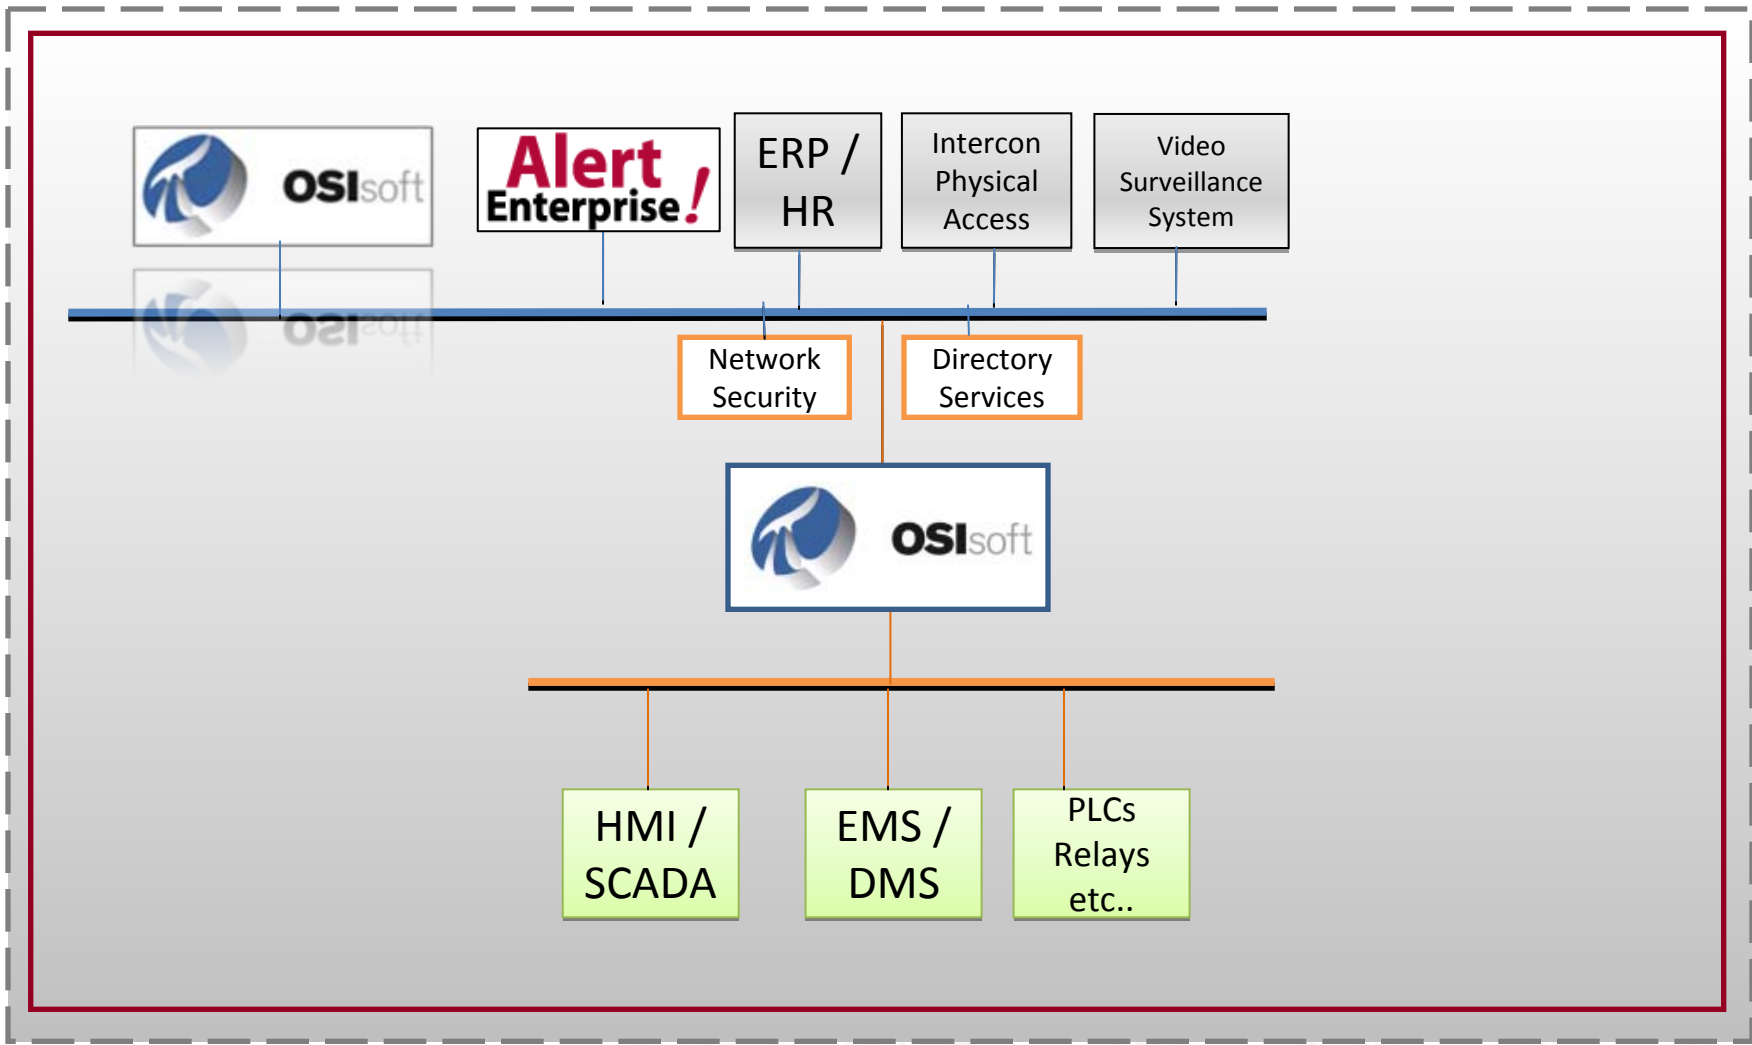 OSIsoft
Alert
Enterprise!
ERP /
HR
Intercon
Physical
Access
Video
Surveillance
System
OSIsoft
Network
Security
Directory
Services
OSIsoft
HMI /
SCADA
EMS /
DMS
PLCs
Relays
etc..